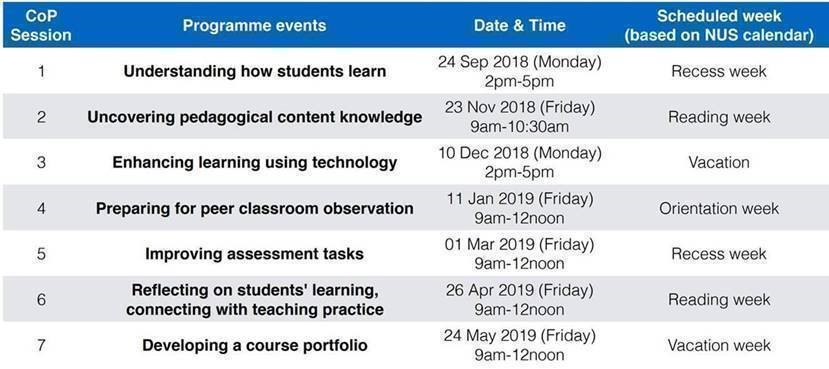 CoP Session Programme events Date & Time Scheduled week (based on NUS calendar)
1 Understanding how students learn 24 Sep 2018 (Monday) 2pm-5pm Recess week
2 Uncovering pedagogical content knowledge 23 Nov 2018 (Friday) 9am-10:30am Reading week
3 Enhancing learning using technology 10 Dec 2018 (Monday) 2pm-5pm Vacation
4 Preparing for peer classroom observation 11 Jan 2019 (Friday) 9am-12noon Orientation week
5 Improving assessment tasks 01 Mar 2019 (Friday) 9am-12noon Recess week
6 Reflecting on students' learning, connecting with teaching practice 26 Apr 2019 (Friday) 9am-12noon Reading week
7 Developing a course portfolio 24 May 2019 (Friday) 9am-12noon Vacation week